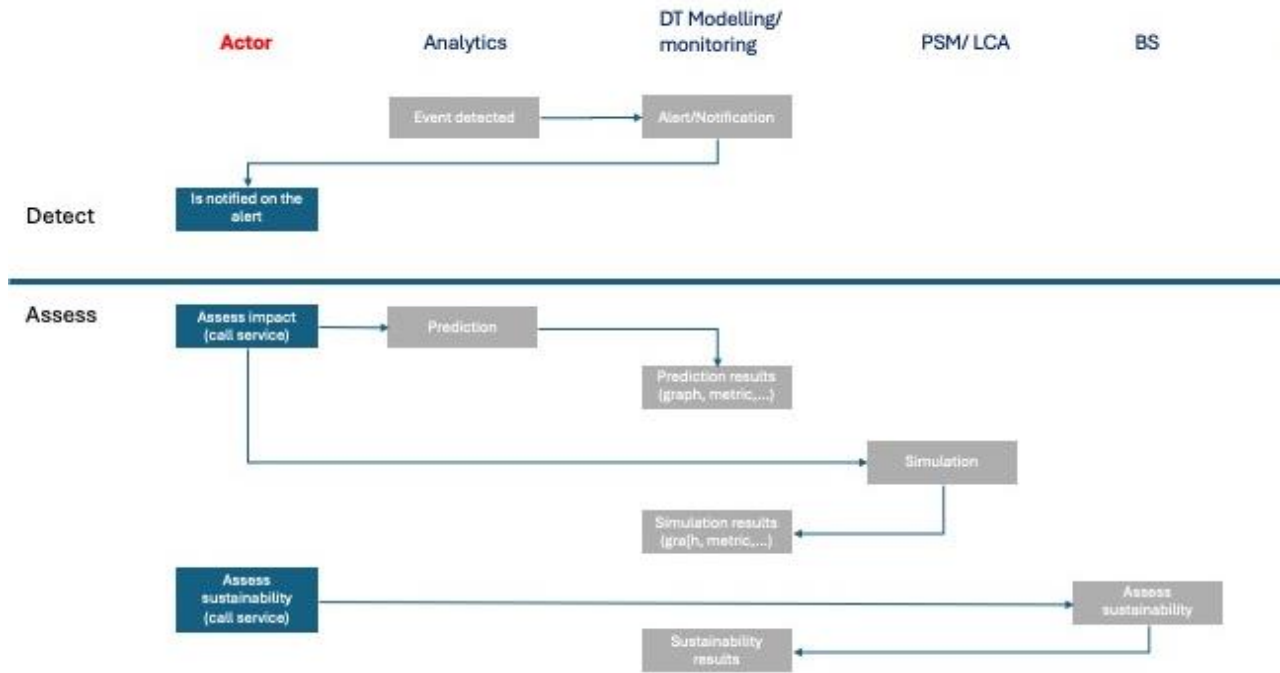 Actor
Analytics
DT Modelling/
monitoring
PSM/ LCA
BS
Event detected
Alert/Notification
Is notified on the
alert
Detect
Assess
Assess impact
(call service)
Prediction
Prediction results
(graph, metric,...)
Simulation
Simulation results
(gra[h, metric,...)
Assess
sustainability
(call service)
Assess
sustainability
Sustainability
results